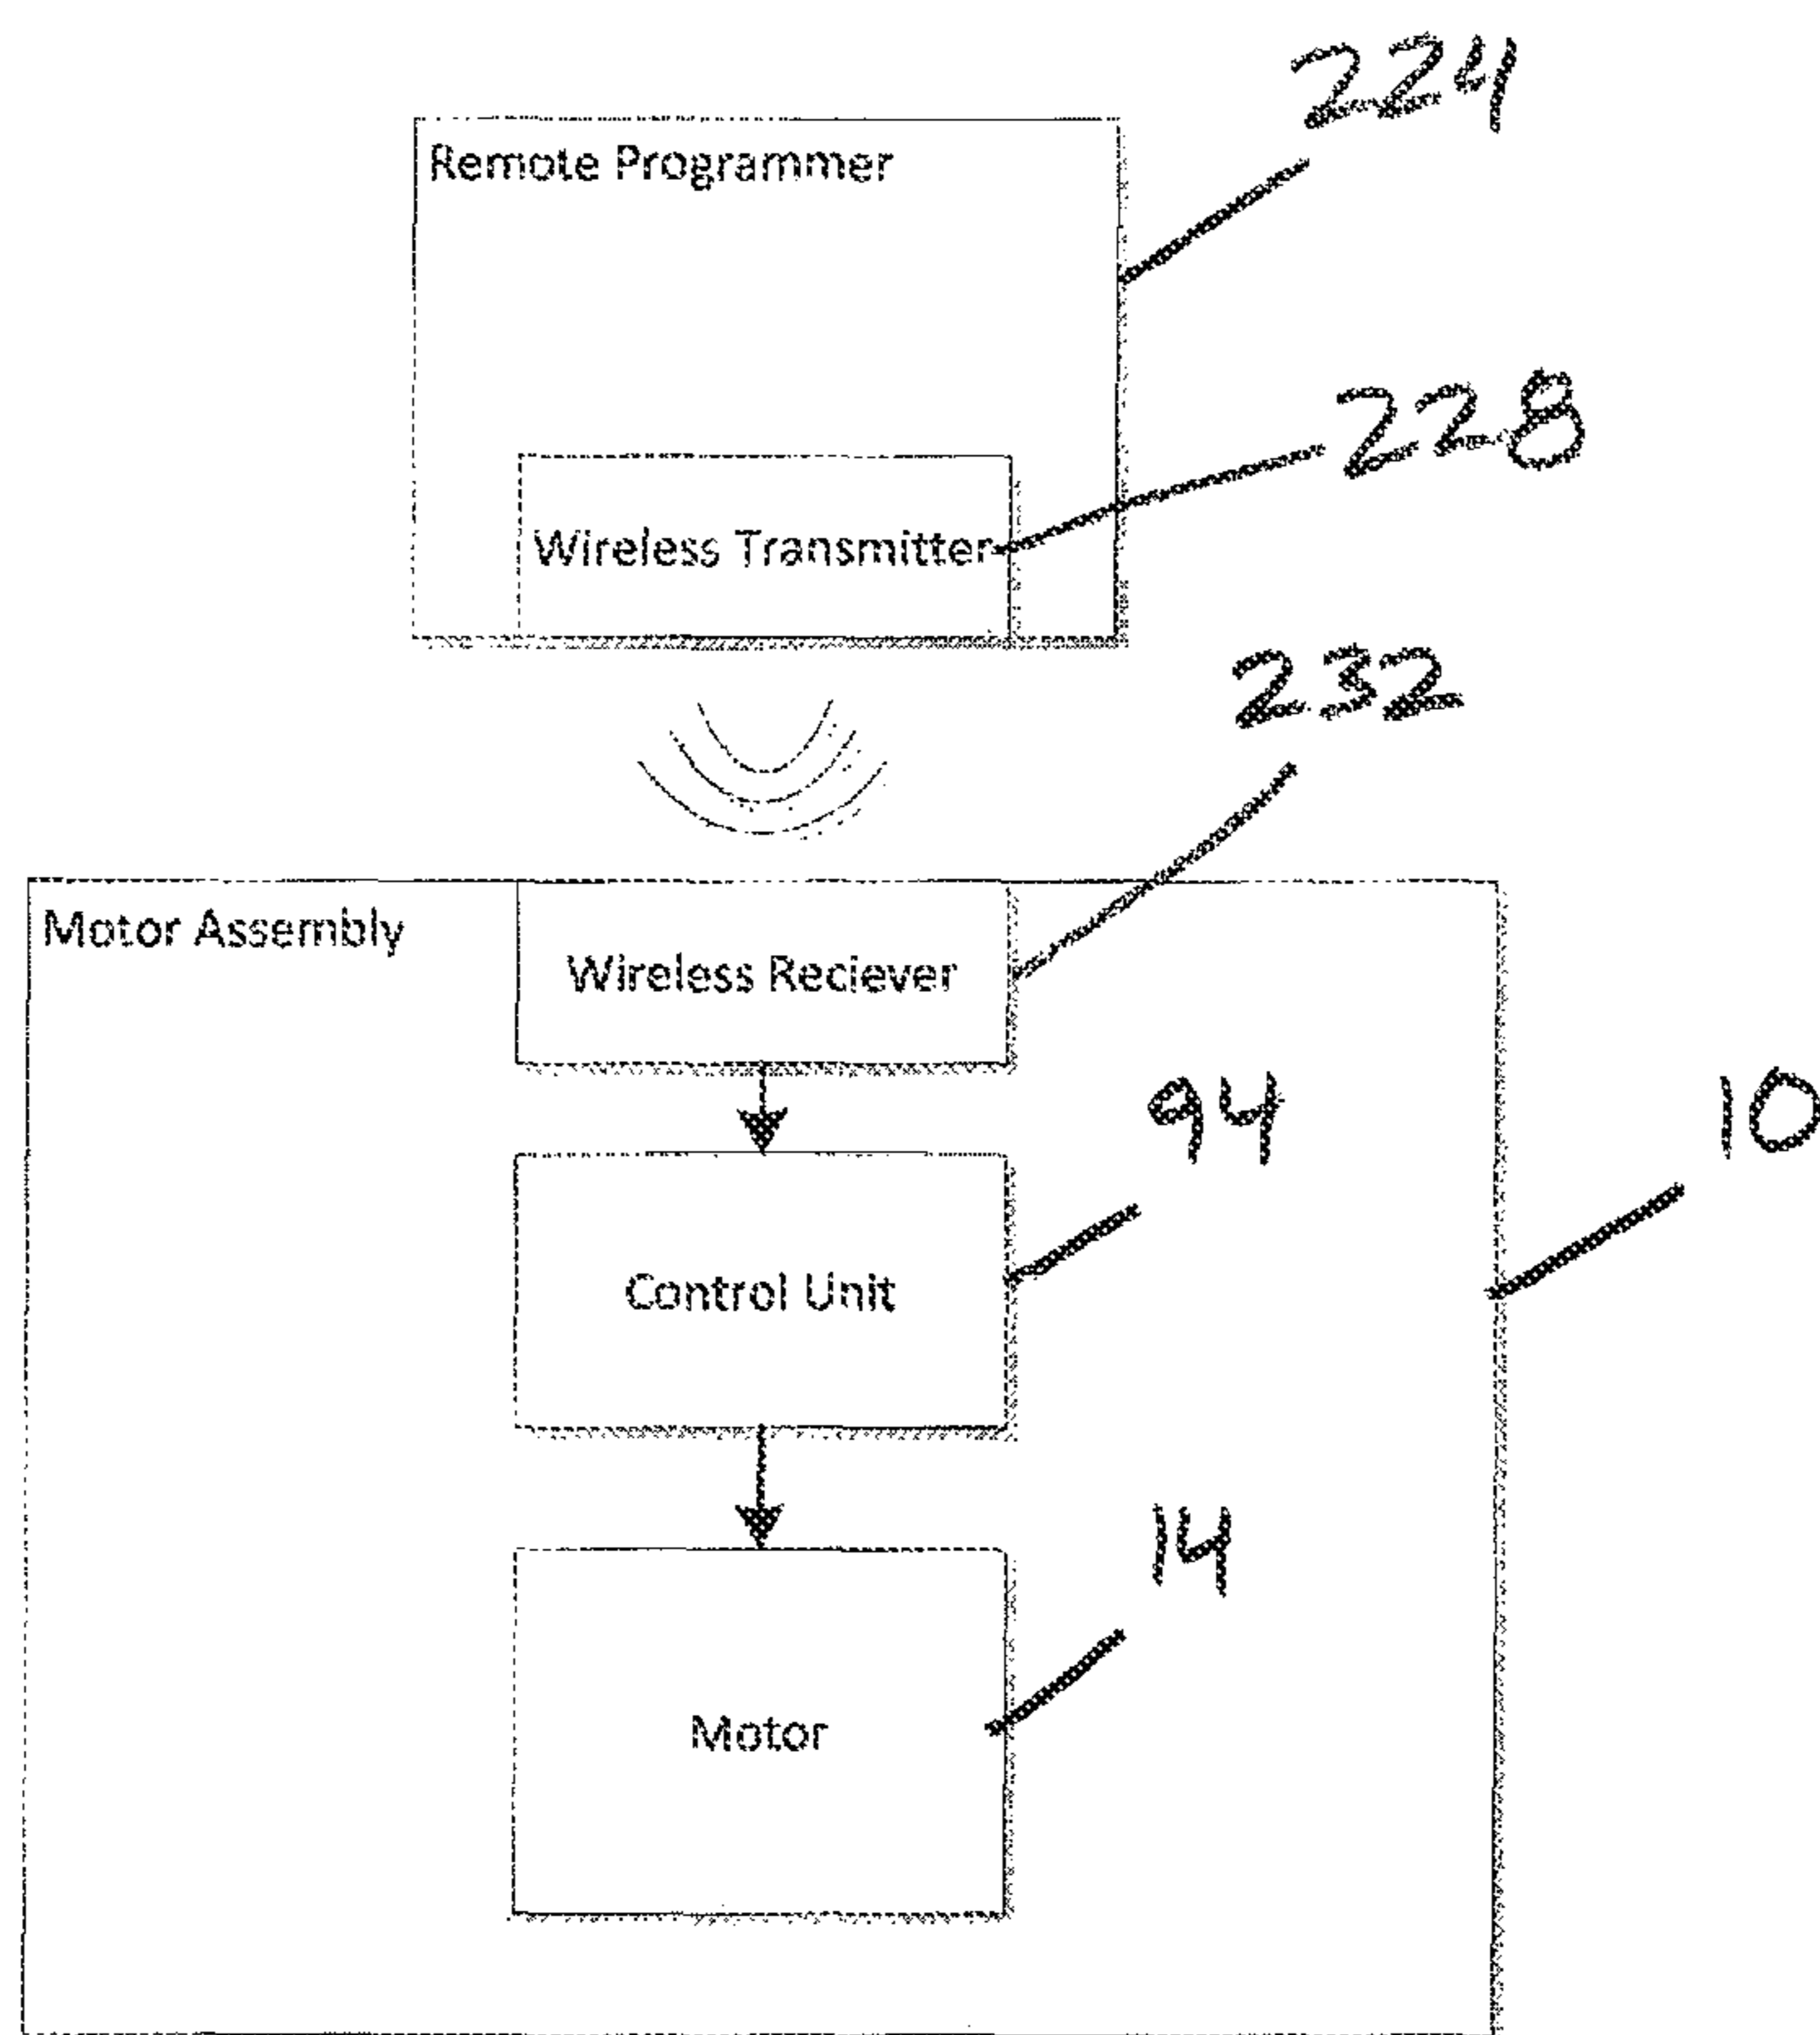 224
Remote Programmer
228
Wireless Transmitter
232
Motor Assembly
Wireless Reciever
94
10
Control Unit
14
Motor